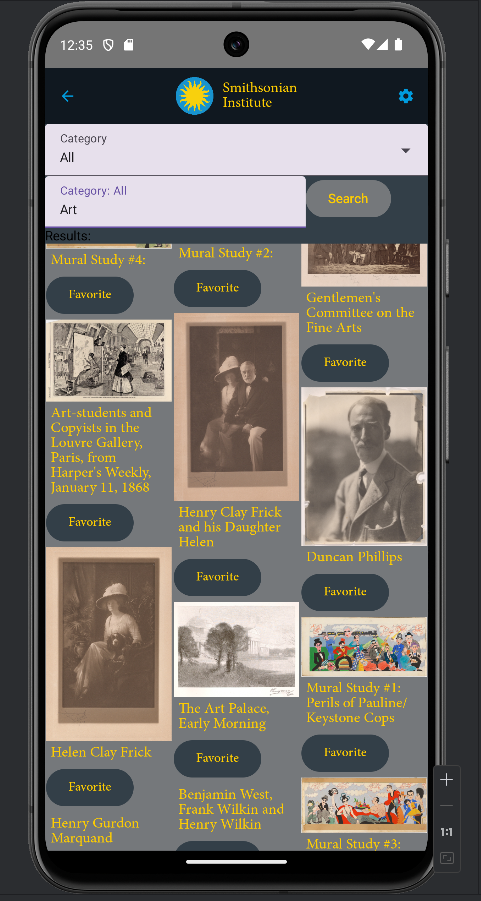 12:35
Smithsonian
Institute
Category
All
Category: All
Art
Search
Results:
Mural Study #4:
Favorite
Art-students and
Copyists in the
Louvre Gallery,
Paris, from
Harper's Weekly,
January 11, 1868
Favorite
Helen Clay Frick
Favorite
Henry Gurdon
Marquand
Mural Study #2:
Favorite
Henry Clay Frick
and his Daughter
Helen
Favorite
The Art Palace,
Early Morning
Favorite
Benjamin West,
Frank Wilkin and
Henry Wilkin
Gentlemen's
Committee on the
Fine Arts
Favorite
Duncan Phillips
Favorite
Mural Study #1:
Perils of Pauline/
Keystone Cops
Favorite
Mural Study #3:
1:1